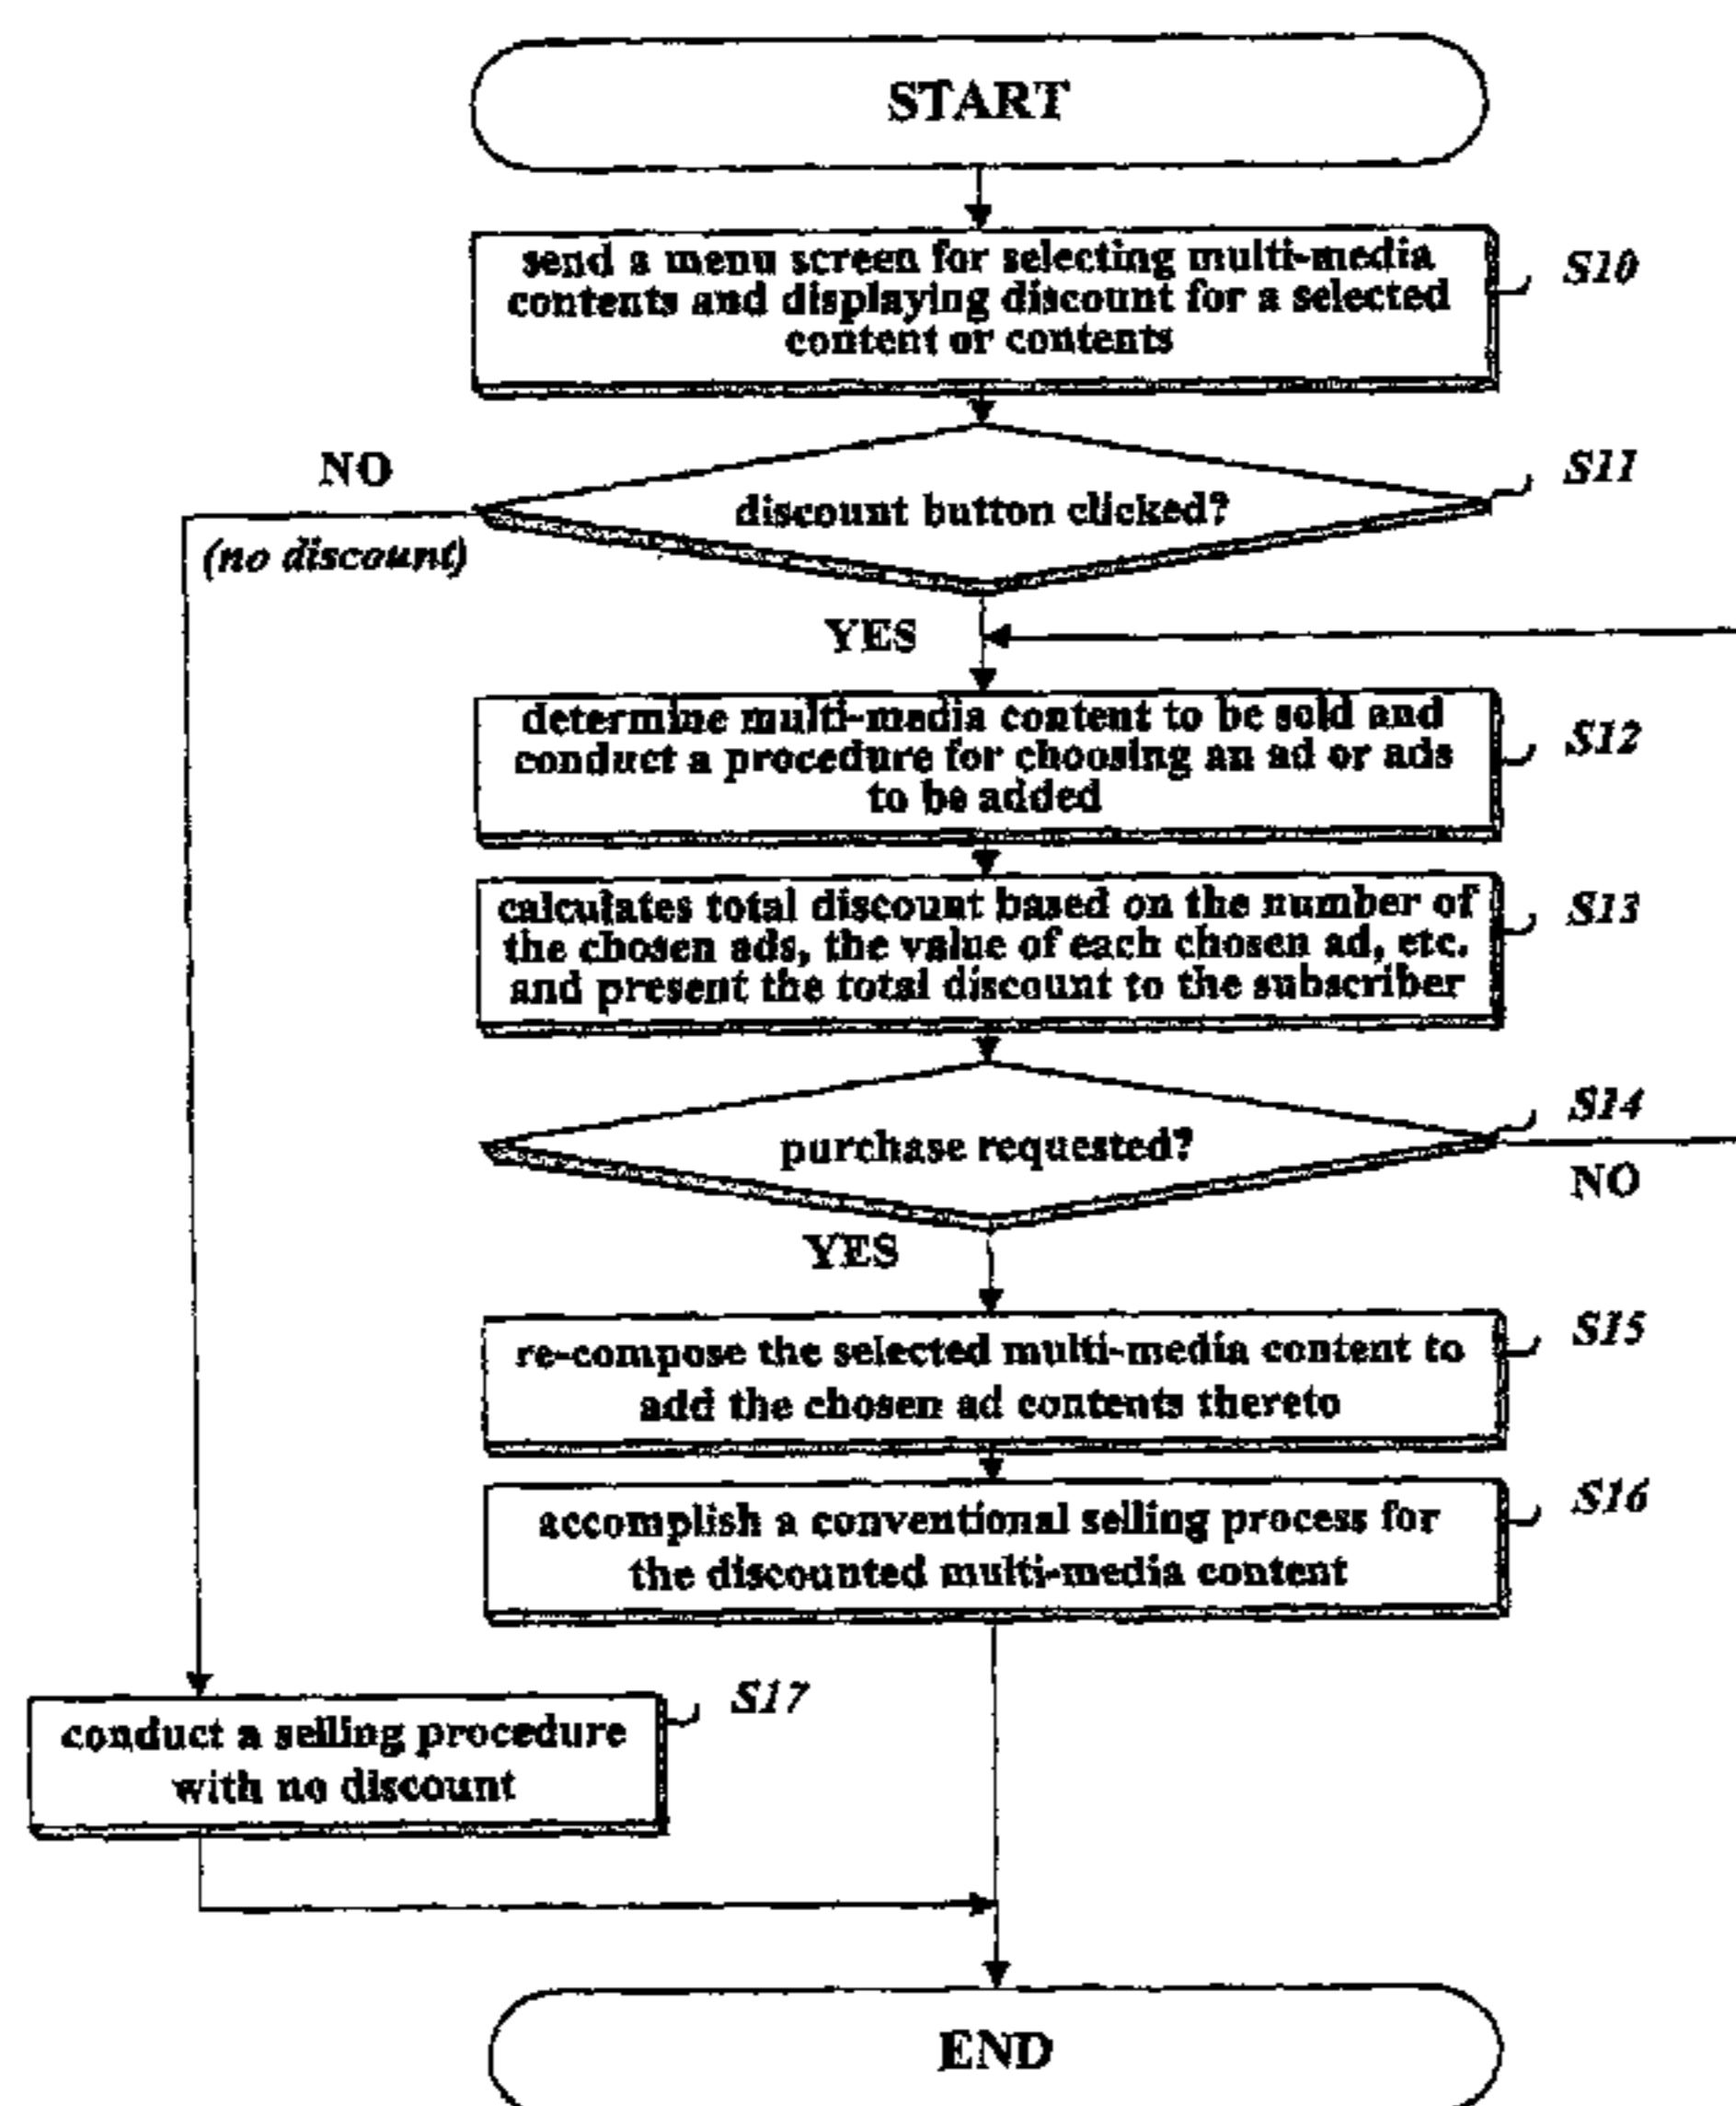 START
send a menu screen for selecting multi-media
contents and displaying discount for a selected
content or contents
S10
NO
discount button clicked?
S11
(no discount)
YES
determine multi-media content to be sold and
conduct a procedure for choosing an ad or ads
to be added
S12
calculates total discount based on the number of
the chosen ads, the value of each chosen ad, etc.
and present the total discount to the subscriber
S13
purchase requested?
S14
NO
YES
re-compose the selected multi-media content to
add the chosen ad contents thereto
S15
accomplish a conventional selling process for
the discounted multi-media content
S16
conduct a selling procedure
with no discount
S17
END